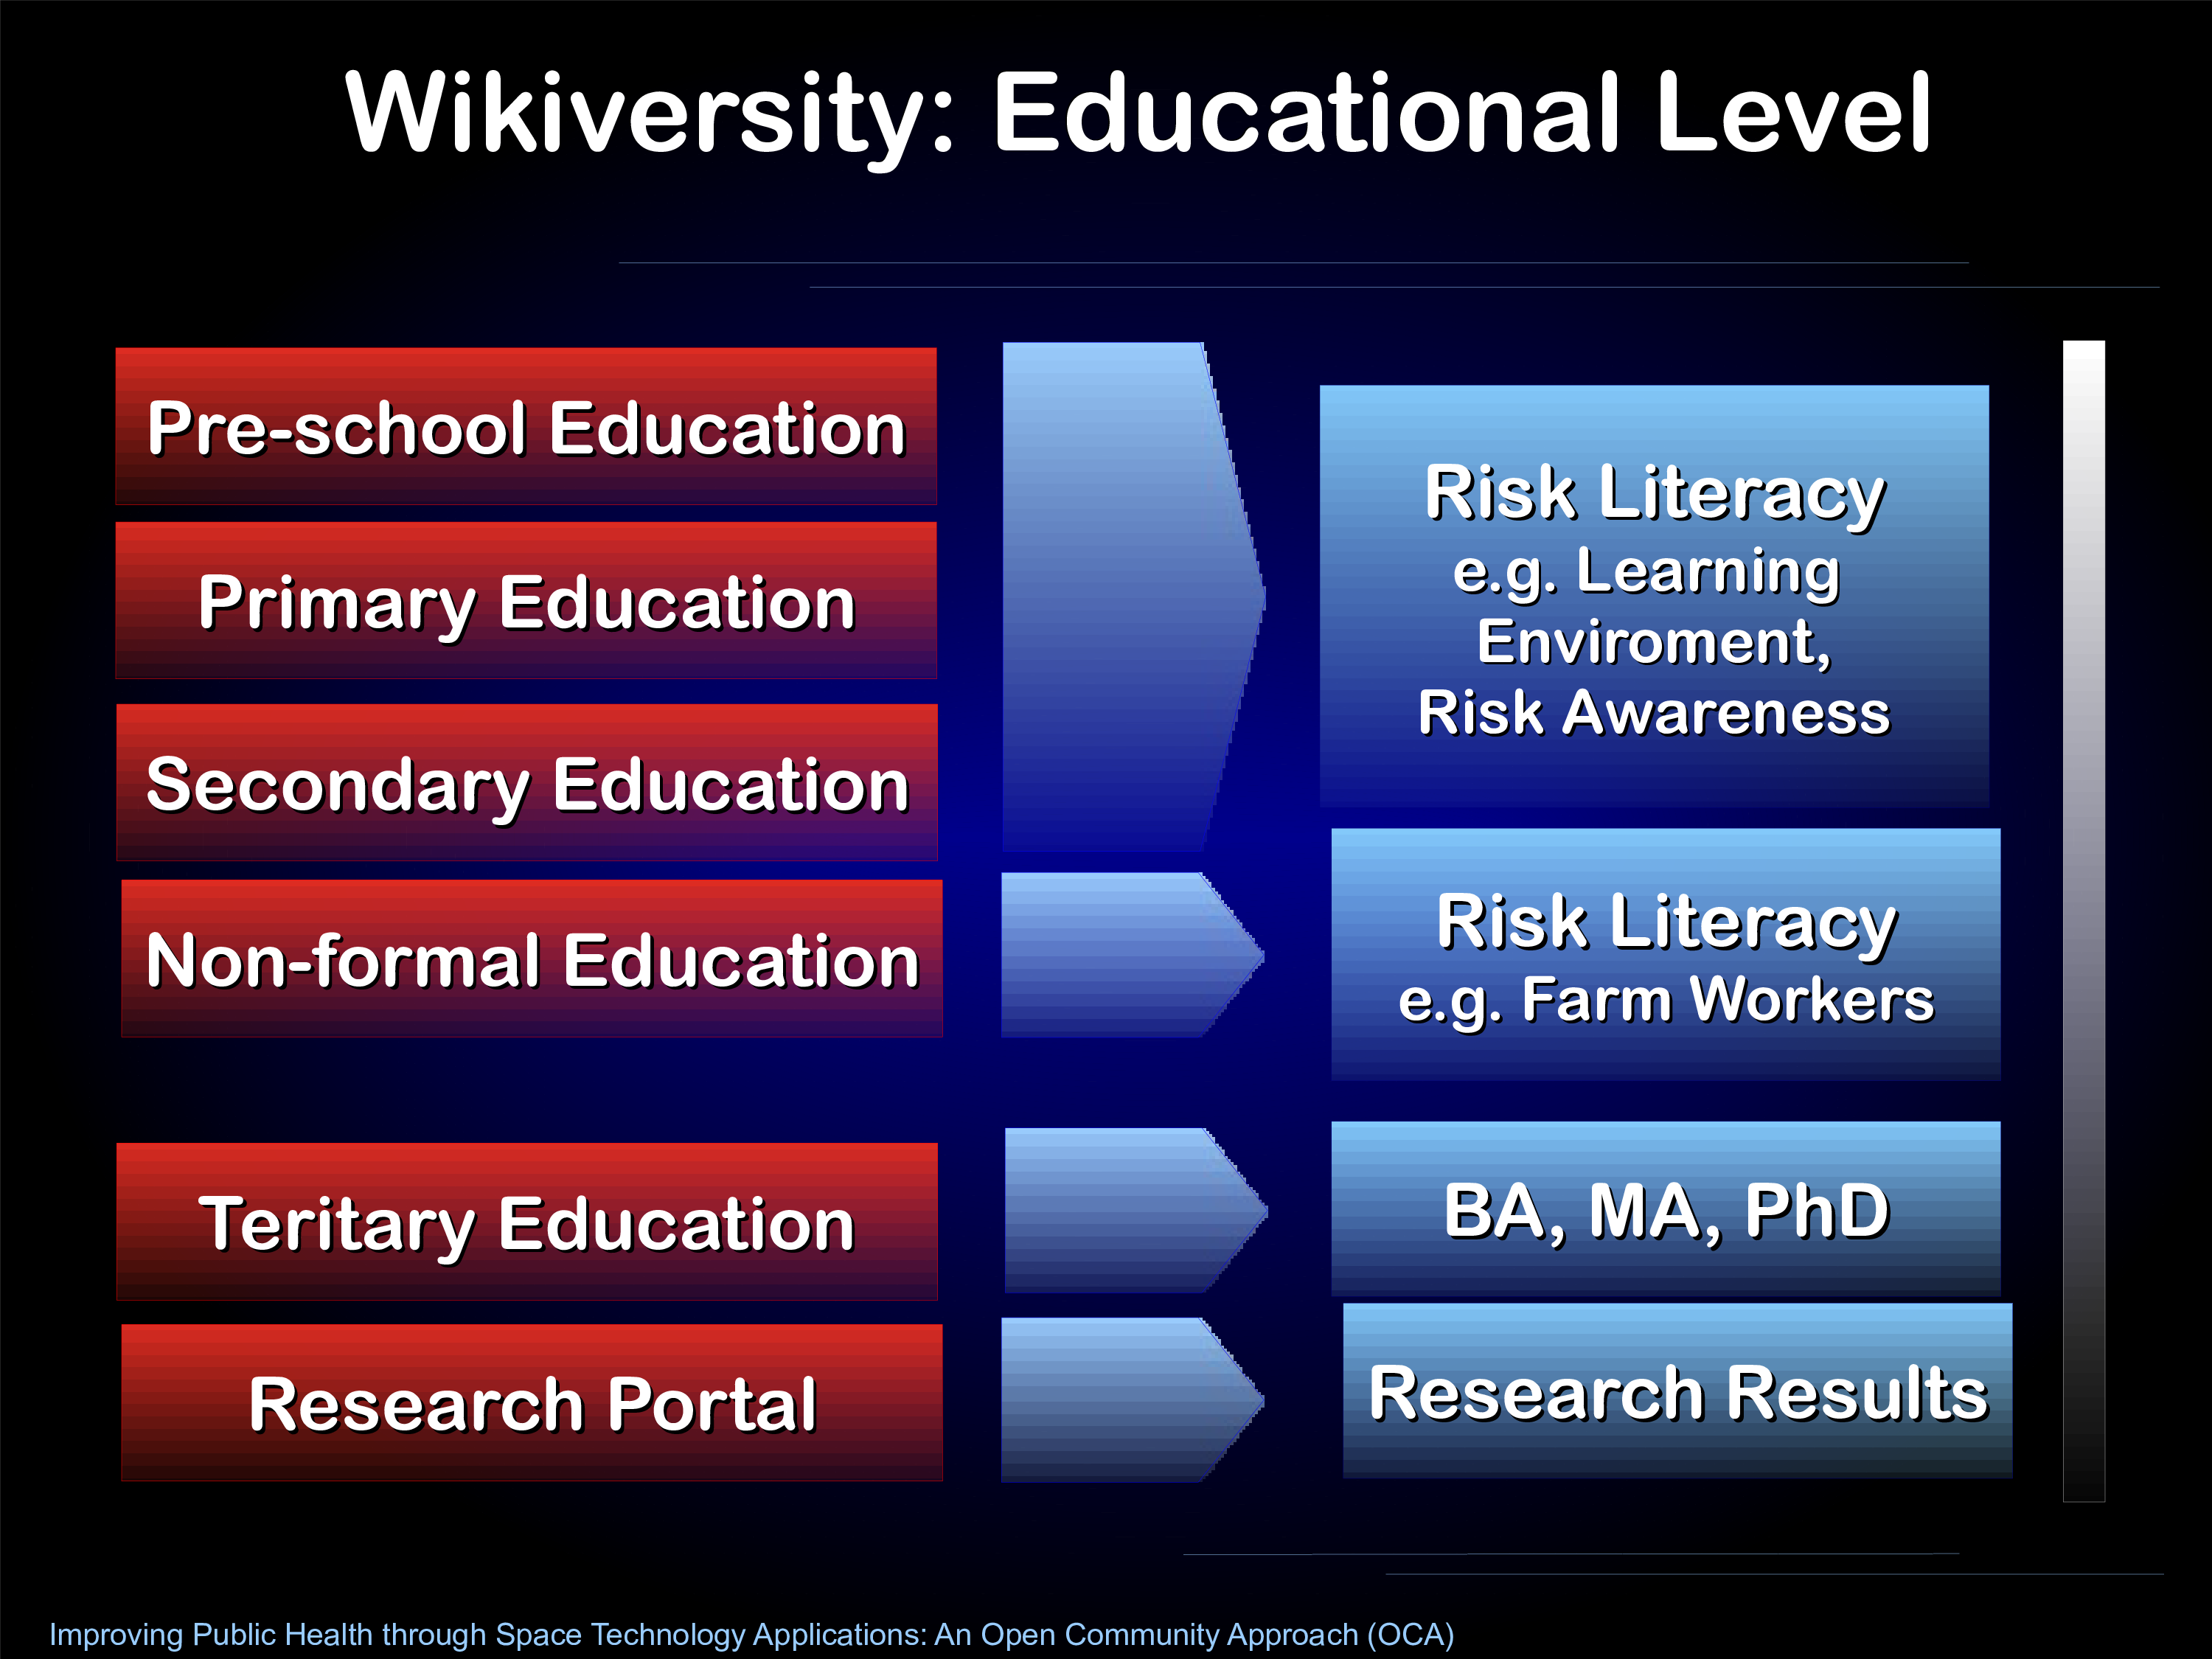 Wikiversity: Educational Level
Pre-school Education
Primary Education
Secondary Education
Risk Literacy
e.g. Learning
Enviroment,
Risk Awareness
Non-formal Education
Risk Literacy
e.g. Farm Workers
Teritary Education
BA, MA, PhD
Research Portal
Research Results
Improving Public Health through Space Technology Applications: An Open Community Approach (OCA)